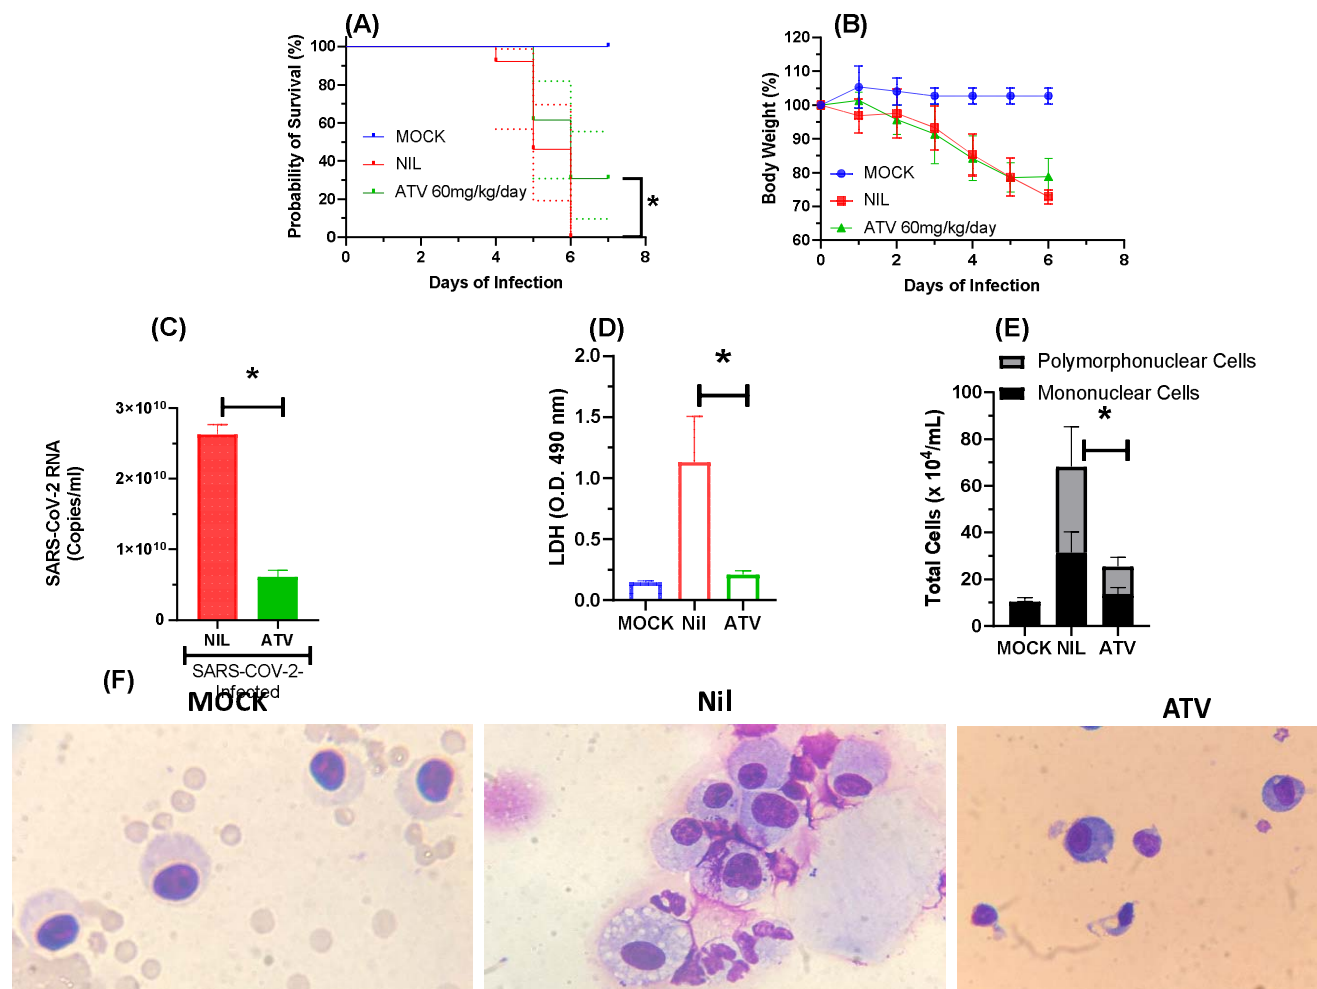 (A)
Probability of Survival (%)
100
80
60
40
20
0
MOCK
NIL
ATV 60mg/kg/day
*
0 2 4 6 8
Days of Infection
(B)
Body Weight (%)
120
110
100
90
80
70
60
MOCK
NIL
ATV 60mg/kg/day
0 2 4 6 8
Days of Infection
(C)
*
SARS-CoV-2 RNA
(Copies/ml)
3×10¹⁰
2×10¹⁰
1×10¹⁰
0
NIL ATV
SARS-COV-2-
Infected
(D)
*
LDH (O.D. 490 nm)
2.0
1.5
1.0
0.5
0.0
MOCK Nil ATV
(E)
Polymorphonuclear Cells
Mononuclear Cells
*
Total Cells (x 10⁴/mL)
100
80
60
40
20
0
MOCK NIL ATV
(F)
MOCK
Nil
ATV